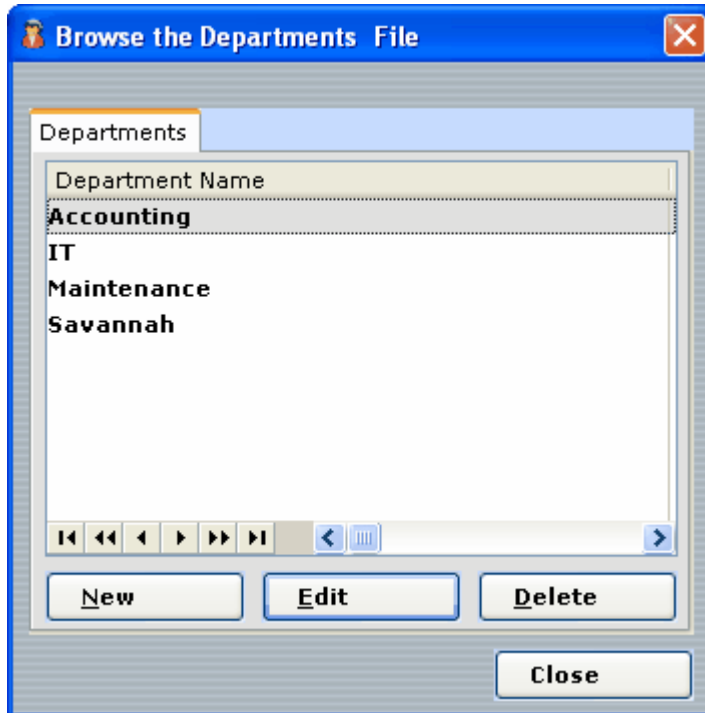 Browse the Departments File
Departments
Department Name
Accounting
IT
Maintenance
Savannah
New Edit Delete
Close